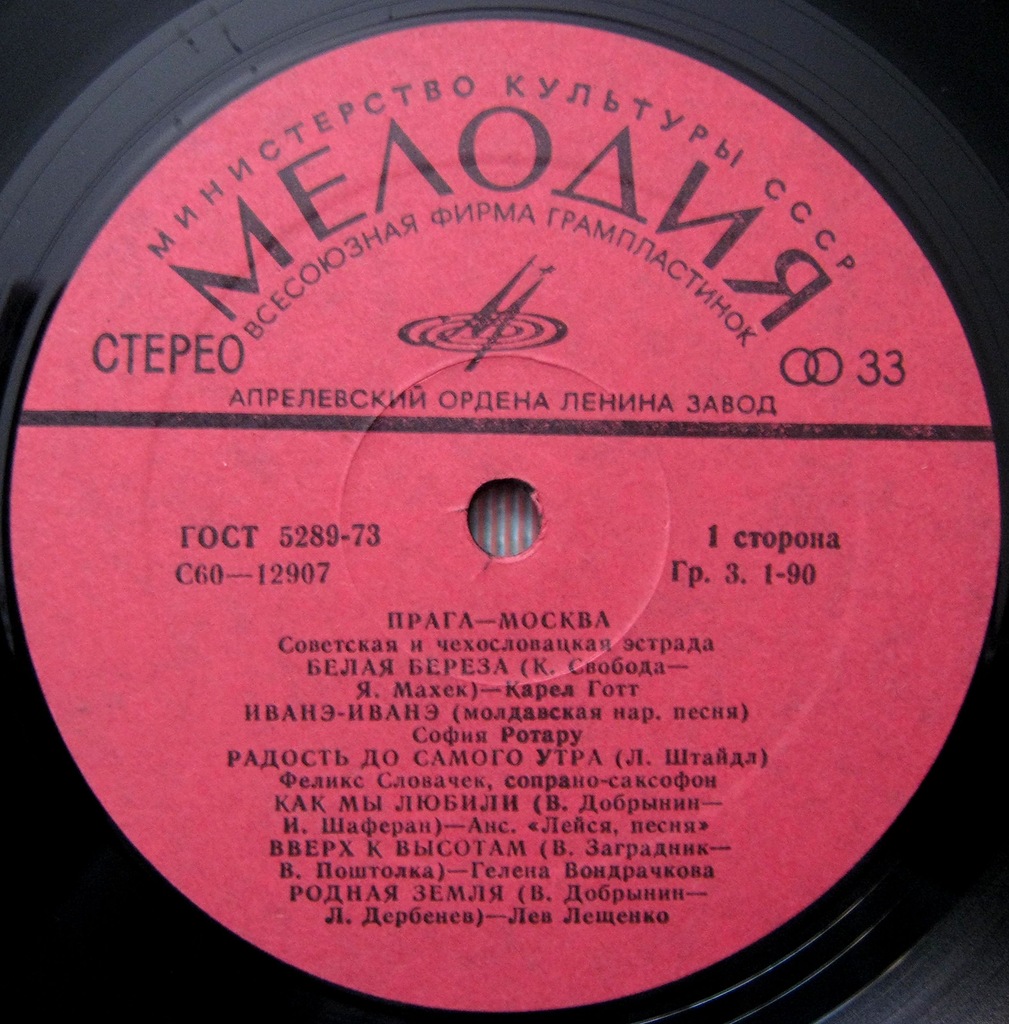 МИНИСТЕРСТВО КУЛЬТУРЫ СССР
МЕЛОДИЯ
ВСЕСОЮЗНАЯ ФИРМА ГРАМПЛАСТИНОК
СТЕРЕО
33
АПРЕЛЕВСКИЙ ОРДЕНА ЛЕНИНА ЗАВОД
ГОСТ 5289-73
1 сторона
С60—12907
Гр. 3. 1-90
ПРАГА—МОСКВА
Советская и чехословацкая эстрада
БЕЛАЯ БЕРЕЗА (К. Свобода—
Я. Махек)—Карел Готт
ИВАНЭ-ИВАНЭ (молдавская нар. песня)
София Ротару
РАДОСТЬ ДО САМОГО УТРА (Л. Штайдл)
Феликс Словачек, сопрано-саксофон
КАК МЫ ЛЮБИЛИ (В. Добрынин—
И. Шаферан)—Анс. «Лейся, песня»
ВВЕРХ К ВЫСОТАМ (В. Заградник—
В. Поштолка)—Гелена Вондрачкова
РОДНАЯ ЗЕМЛЯ (В. Добрынин—
Л. Дербенев)—Лев Лещенко